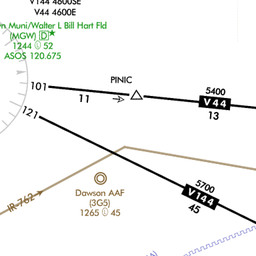 V144 4600SE
V44 4600E
n Muni/Walter L Bill Hart Fld
(MGW) D★
1244 52
ASOS 120.675
PINIC
101
11
5400
V44
13
121
5700
V144
45
IR-762
Dawson AAF
(3G5)
1265 45